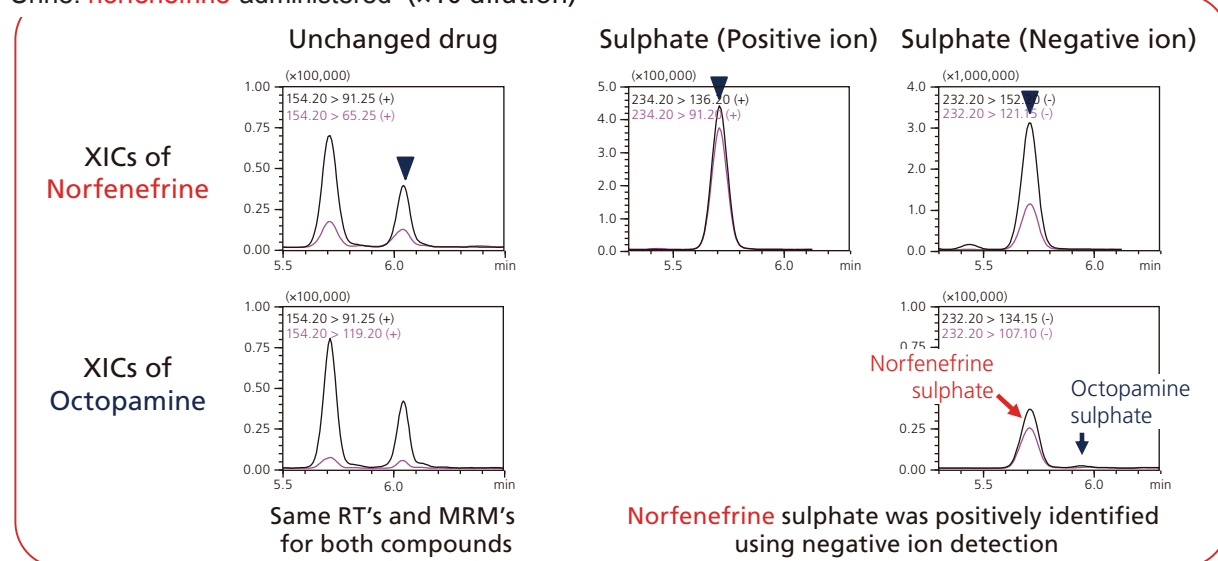 Urine: norfenefrine-administered (×10 dilution)
Unchanged drug
Sulphate (Positive ion)
Sulphate (Negative ion)
XICs of
Norfenefrine
(×100,000)
154.20 > 91.25 (+)
154.20 > 65.25 (+)
1.00
0.75
0.50
0.25
0.00
5.5
6.0
min
(×100,000)
234.20 > 136.20 (+)
234.20 > 91.20 (+)
5.0
4.0
3.0
2.0
1.0
0.0
5.5
6.0
min
(×1,000,000)
232.20 > 152. 0 (-)
232.20 > 121.15 (-)
4.0
3.0
2.0
1.0
0.0
5.5
6.0
min
XICs of
Octopamine
(×100,000)
154.20 > 91.25 (+)
154.20 > 119.20 (+)
1.00
0.75
0.50
0.25
0.00
5.5
6.0
min
(×100,000)
232.20 > 134.15 (-)
232.20 > 107.10 (-)
1.00
0.75
0.25
0.00
Norfenefrine
sulphate
Octopamine
sulphate
5.5
6.0
min
Same RT's and MRM's
for both compounds
Norfenefrine sulphate was positively identified
using negative ion detection